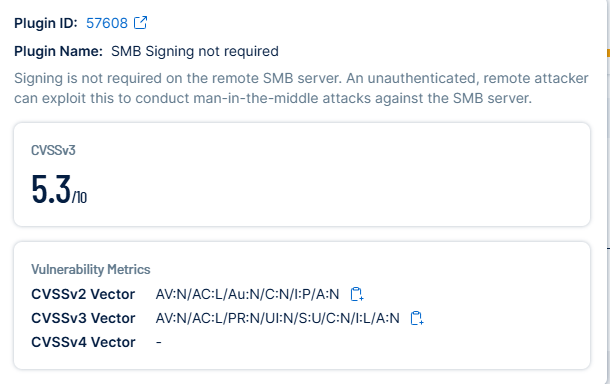 Plugin ID: 57608
Plugin Name: SMB Signing not required
Signing is not required on the remote SMB server. An unauthenticated, remote attacker
can exploit this to conduct man-in-the-middle attacks against the SMB server.
CVSSv3
5.3/10
Vulnerability Metrics
CVSSv2 Vector AV:N/AC:L/Au:N/C:N/I:P/A:N
CVSSv3 Vector AV:N/AC:L/PR:N/UI:N/S:U/C:N/I:L/A:N
CVSSv4 Vector -